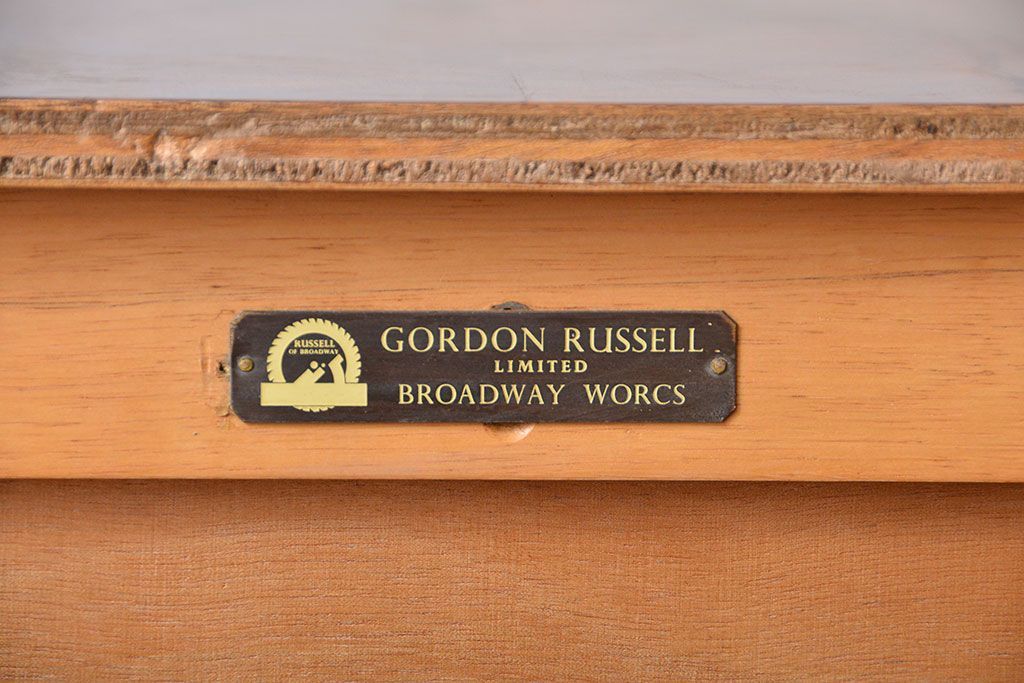 RUSSELL
OF BROADWAY
GORDON RUSSELL
LIMITED
BROADWAY WORCS